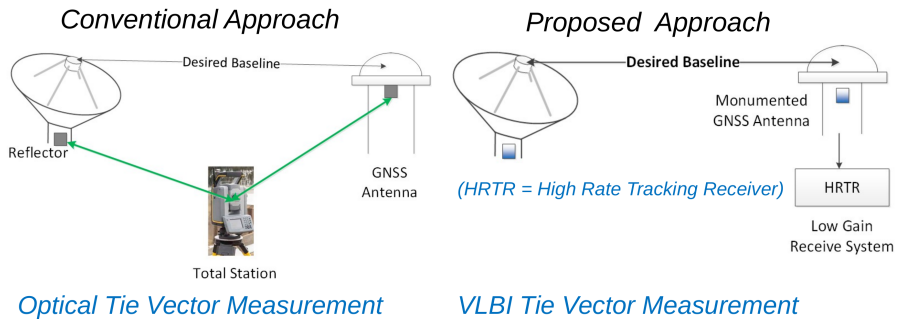 Conventional Approach
Desired Baseline
Reflector
GNSS
Antenna
Total Station
Optical Tie Vector Measurement
Proposed Approach
Desired Baseline
Monumented
GNSS Antenna
(HRTR = High Rate Tracking Receiver)
HRTR
Low Gain
Receive System
VLBI Tie Vector Measurement